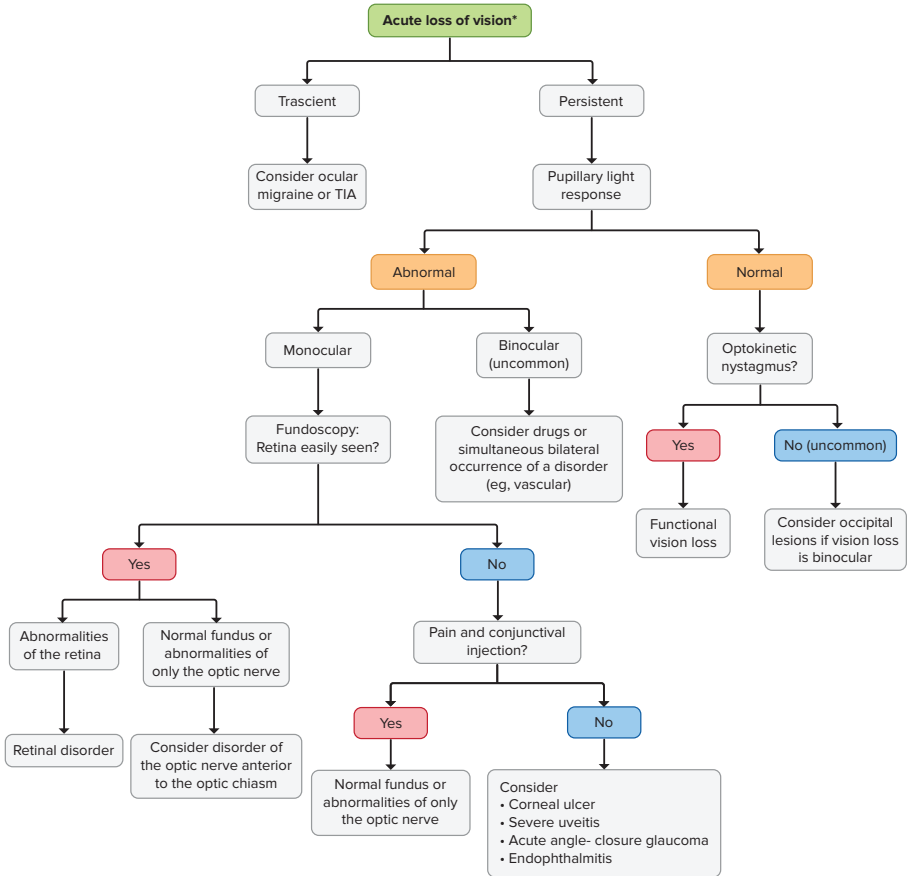 Acute loss of vision*
Trascient
Persistent
Consider ocular
migraine or TIA
Pupillary light
response
Abnormal
Normal
Monocular
Binocular
(uncommon)
Optokinetic
nystagmus?
Fundoscopy:
Retina easily seen?
Consider drugs or
simultaneous bilateral
occurrence of a disorder
(eg, vascular)
Yes
No (uncommon)
Functional
vision loss
Consider occipital
lesions if vision loss
is binocular
Yes
No
Abnormalities
of the retina
Normal fundus or
abnormalities of
only the optic nerve
Pain and conjunctival
injection?
Retinal disorder
Consider disorder of
the optic nerve anterior
to the optic chiasm
Yes
No
Normal fundus or
abnormalities of only
the optic nerve
Consider
• Corneal ulcer
• Severe uveitis
• Acute angle- closure glaucoma
• Endophthalmitis